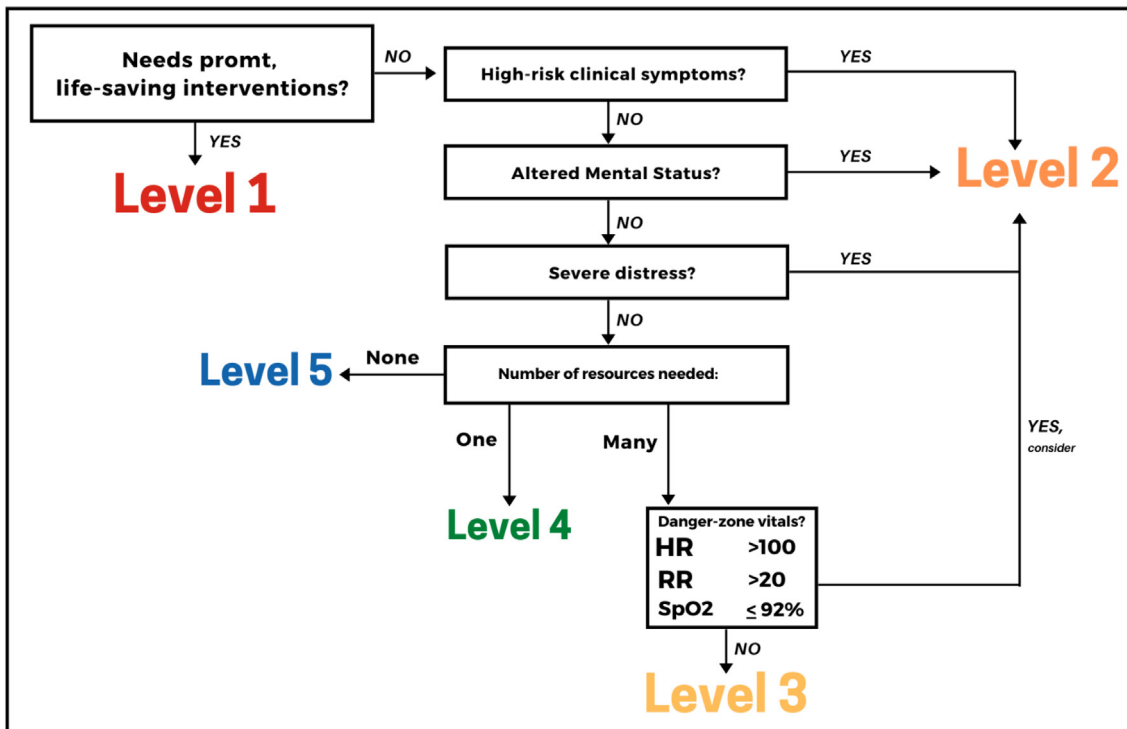 Needs promt,
life-saving interventions?
NO
High-risk clinical symptoms?
YES
YES
Level 1
NO
Altered Mental Status?
YES
Level 2
NO
Severe distress?
YES
NO
Level 5
None
Number of resources needed:
One
Many
YES,
consider
Level 4
Danger-zone vitals?
HR >100
RR >20
SpO2 ≤ 92%
NO
Level 3